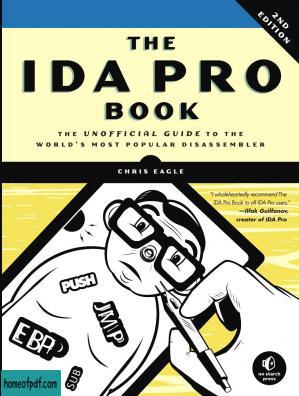 2ND EDITION
THE
IDA PRO
BOOK
THE UNOFFICIAL GUIDE TO THE
WORLD'S MOST POPULAR DISASSEMBLER
CHRIS EAGLE
"I wholeheartedly recommend The
IDA Pro Book to all IDA Pro users."
—Ilfak Guilfanov,
creator of IDA Pro
PUSH
JMP
EBP
SUB
no starch
press
homeofpdf.com